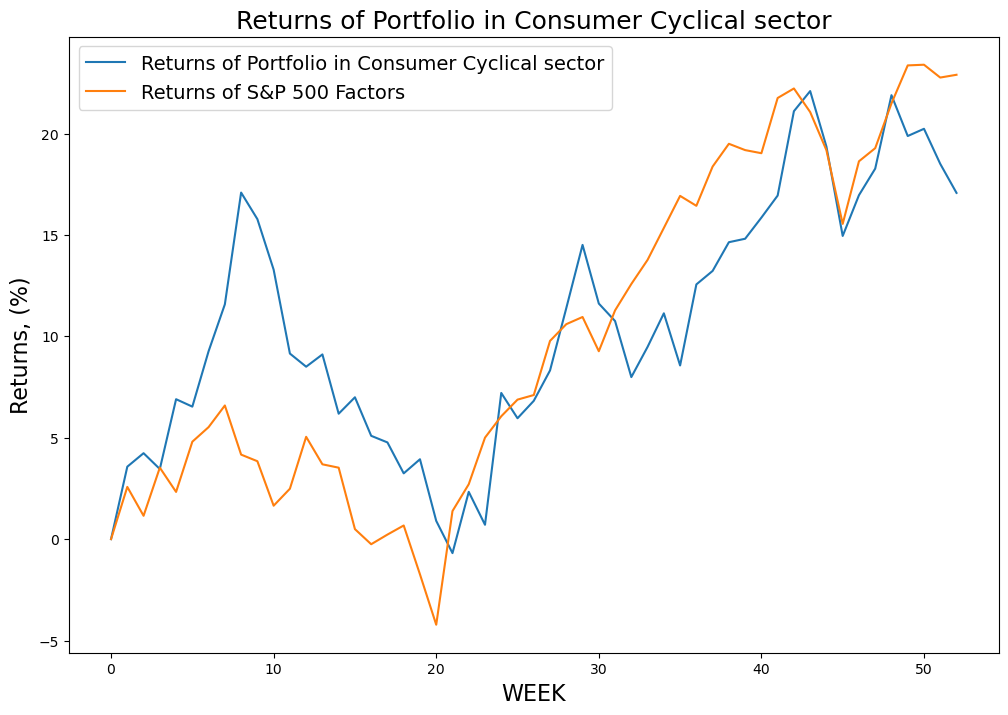 Returns of Portfolio in Consumer Cyclical sector
Returns of Portfolio in Consumer Cyclical sector
Returns of S&P 500 Factors
Returns, (%)
20
15
10
5
0
−5
0 10 20 30 40 50
WEEK